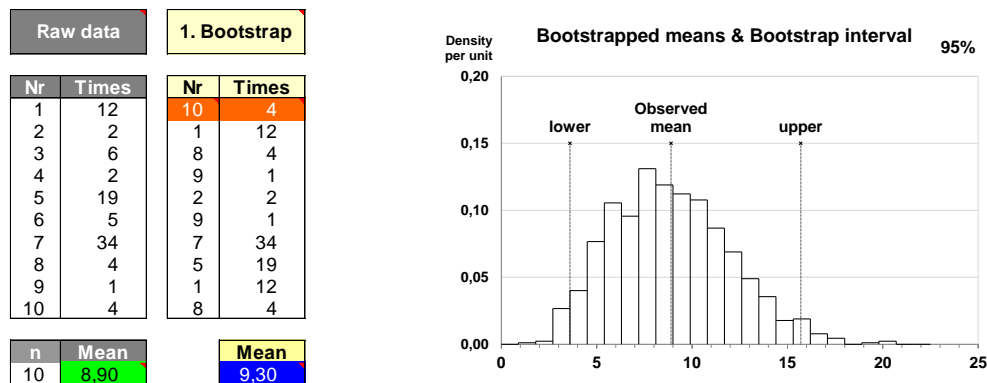 Raw data
1. Bootstrap
Nr Times
1 12
2 2
3 6
4 2
5 19
6 5
7 34
8 4
9 1
10 4
n Mean
10 8,90
Nr Times
10 4
1 12
8 4
9 1
2 2
9 1
7 34
5 19
1 12
8 4
Mean
9,30
Bootstrapped means & Bootstrap interval
95%
Density
per unit
0,20
0,15
0,10
0,05
0,00
lower
Observed
mean
upper
0 5 10 15 20 25